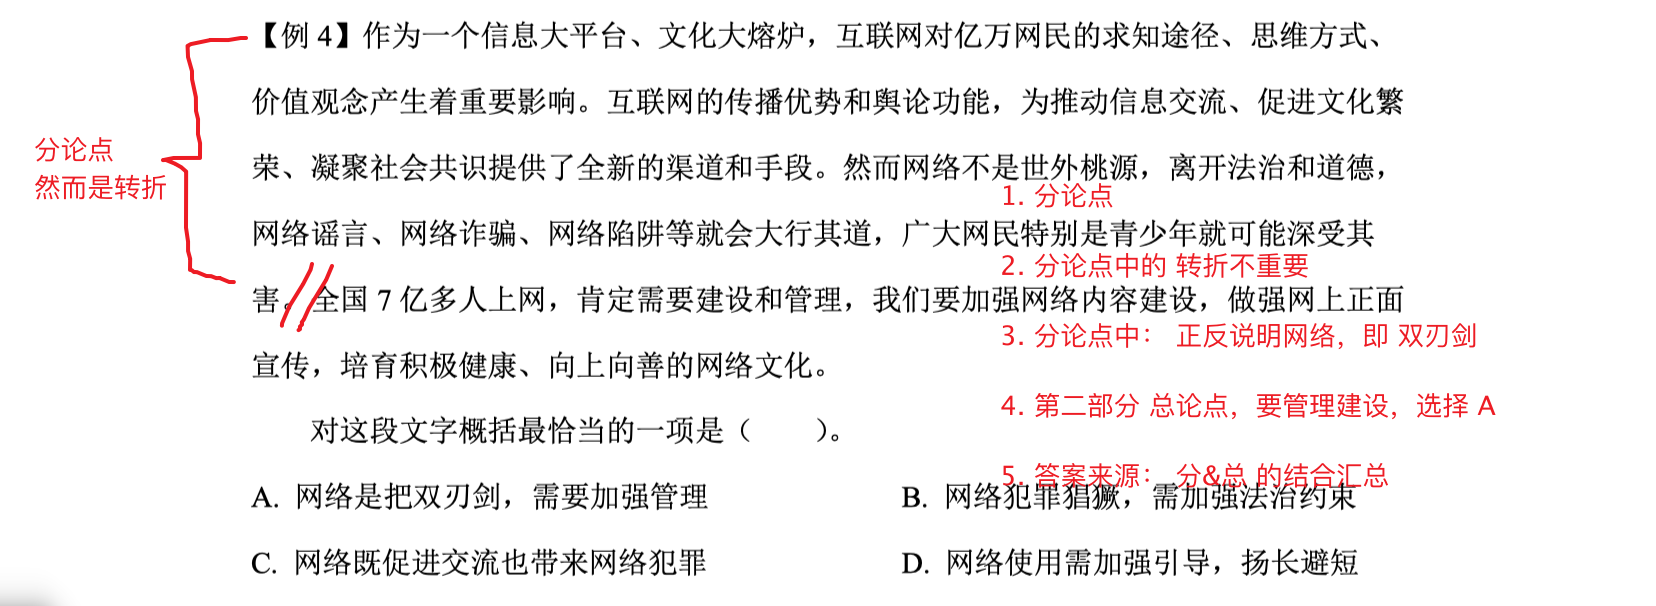 【例 4】作为一个信息大平台、文化大熔炉，互联网对亿万网民的求知途径、思维方式、
价值观念产生着重要影响。互联网的传播优势和舆论功能，为推动信息交流、促进文化繁
分论点
荣、凝聚社会共识提供了全新的渠道和手段。然而网络不是世外桃源，离开法治和道德，
然而是转折
1. 分论点
网络谣言、网络诈骗、网络陷阱等就会大行其道，广大网民特别是青少年就可能深受其
2. 分论点中的 转折不重要
害。全国 7 亿多人上网，肯定需要建设和管理，我们要加强网络内容建设，做强网上正面
3. 分论点中： 正反说明网络，即 双刃剑
宣传，培育积极健康、向上向善的网络文化。
4. 第二部分 总论点，要管理建设，选择 A
对这段文字概括最恰当的一项是（　　）。
5. 答案来源： 分&总 的结合汇总
A. 网络是把双刃剑，需要加强管理
B. 网络犯罪猖獗，需加强法治约束
C. 网络既促进交流也带来网络犯罪
D. 网络使用需加强引导，扬长避短